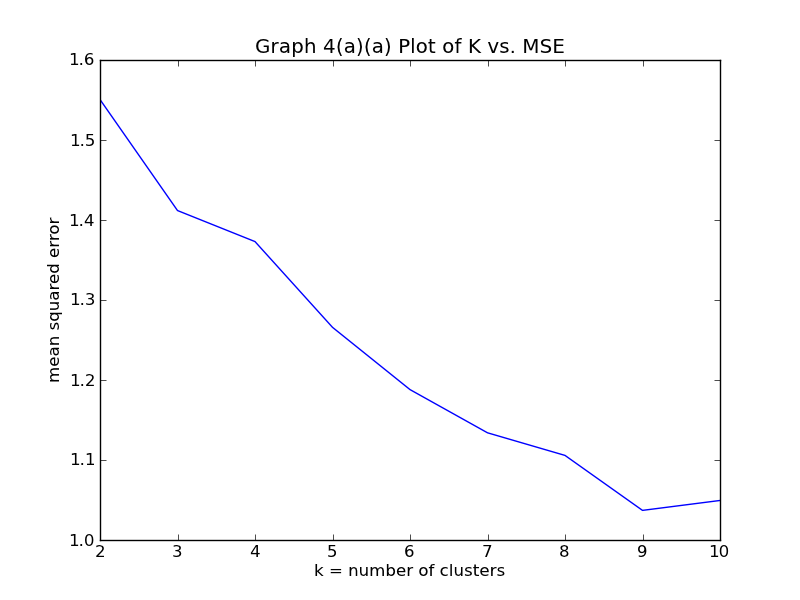 Graph 4(a)(a) Plot of K vs. MSE
1.6
1.5
1.4
1.3
1.2
1.1
1.0
mean squared error
2 3 4 5 6 7 8 9 10
k = number of clusters